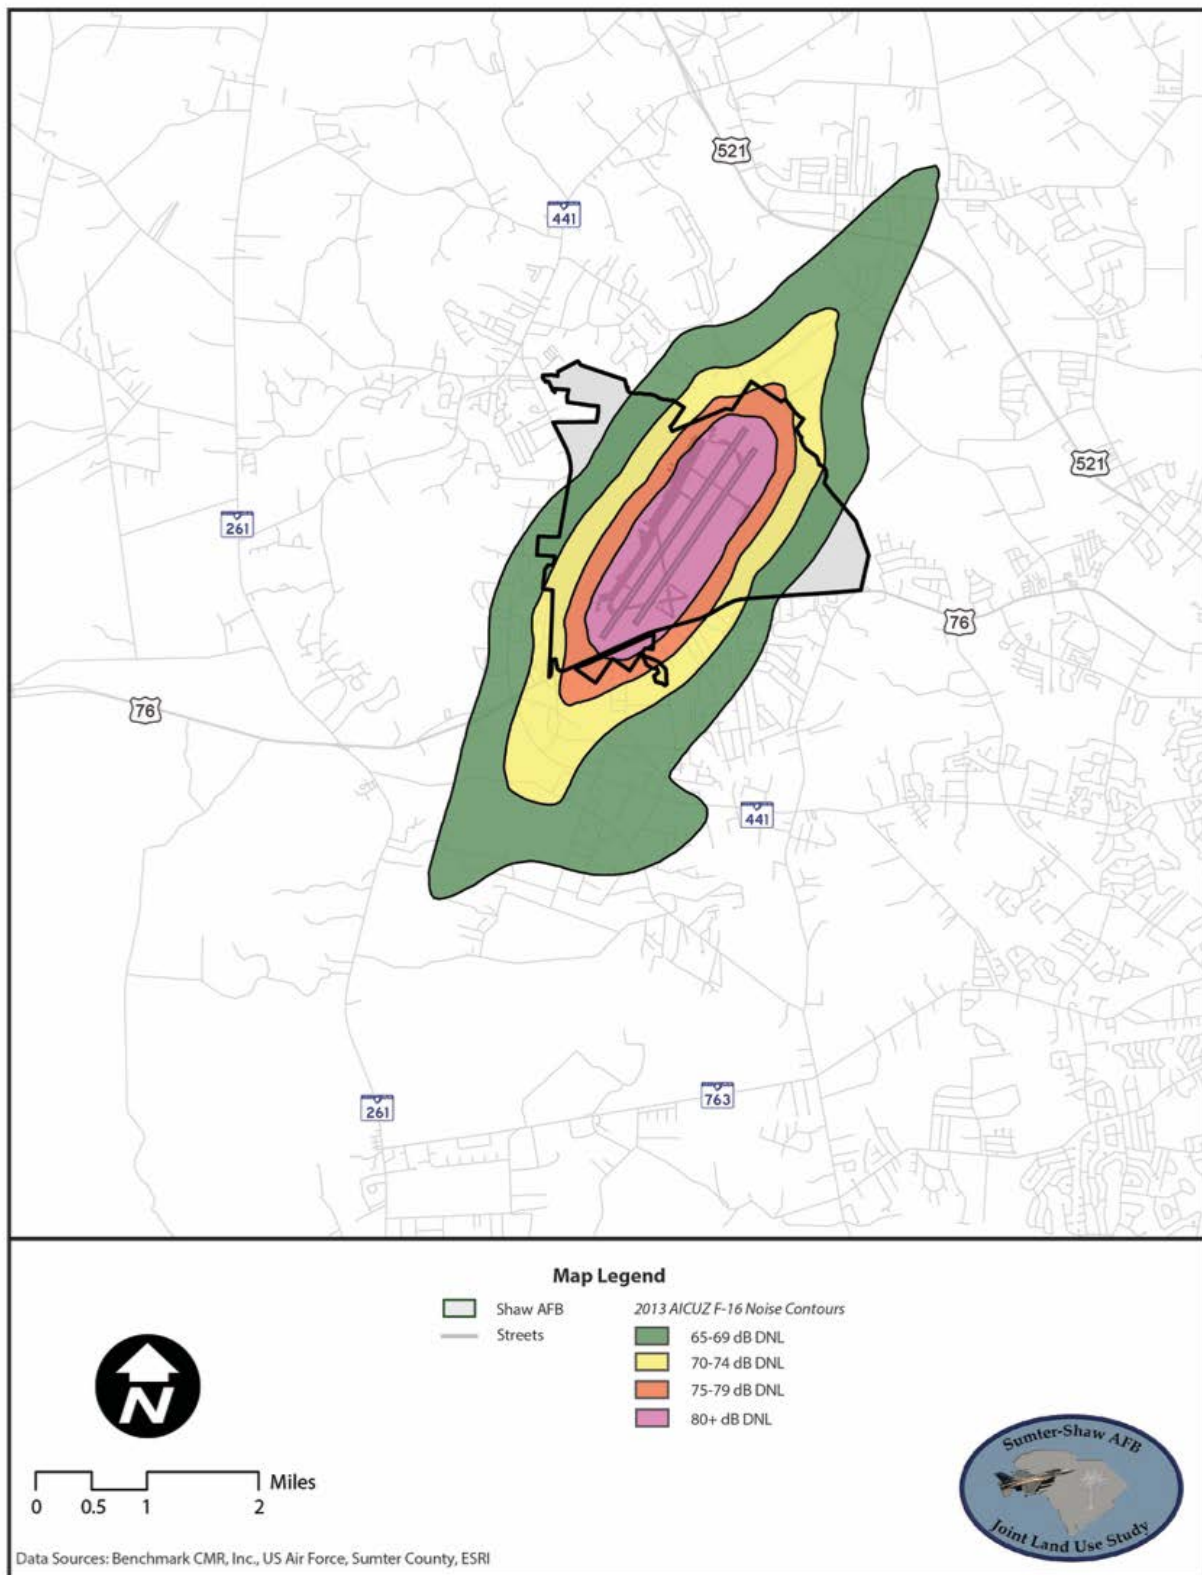 521
441
521
261
76
76
441
261
763
Map Legend
Shaw AFB
Streets
2013 AICUZ F-16 Noise Contours
65-69 dB DNL
70-74 dB DNL
75-79 dB DNL
80+ dB DNL
N
0 0.5 1 2 Miles
Sumter-Shaw AFB
Joint Land Use Study
Data Sources: Benchmark CMR, Inc., US Air Force, Sumter County, ESRI